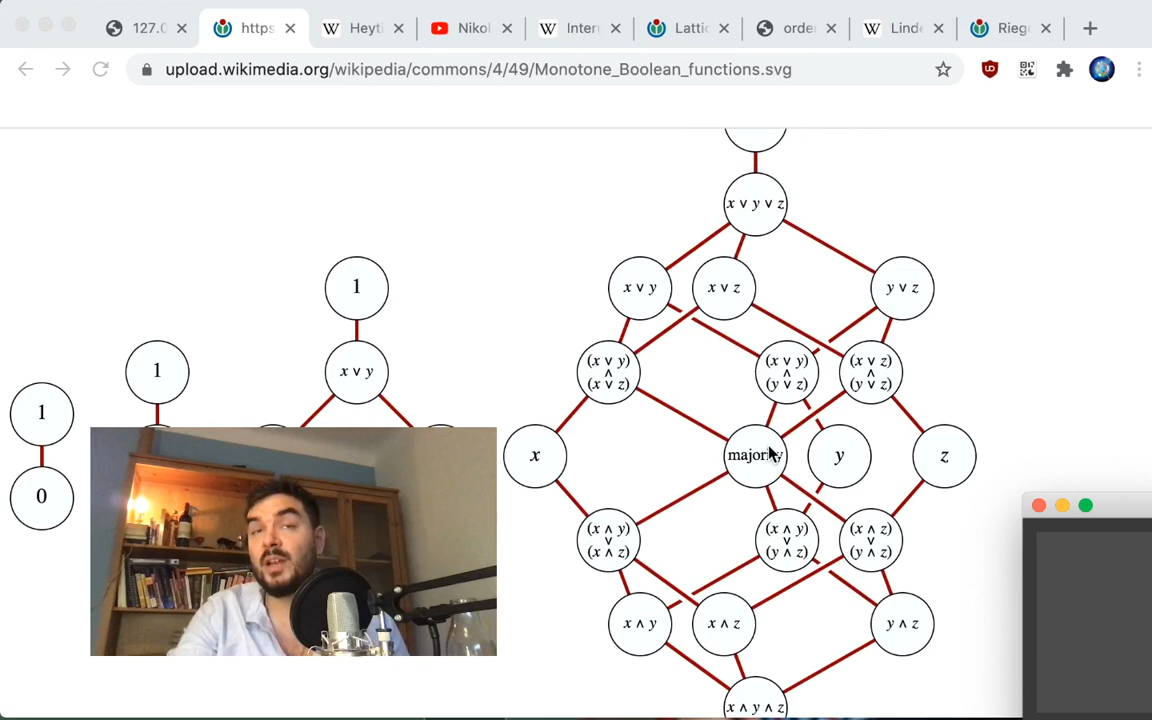 127.0
https
Heyti
Nikol
Inter
Lattic
order
Linde
Riege
upload.wikimedia.org/wikipedia/commons/4/49/Monotone_Boolean_functions.svg
x ∨ y ∨ z
1
x ∨ y
x ∨ z
y ∨ z
1
x ∨ y
(x ∨ y)
∧
(x ∨ z)
(x ∨ y)
∧
(y ∨ z)
(x ∨ z)
∧
(y ∨ z)
1
x
majority
y
z
0
(x ∧ y)
∨
(x ∧ z)
(x ∧ y)
∨
(y ∧ z)
(x ∧ z)
∨
(y ∧ z)
x ∧ y
x ∧ z
y ∧ z
x ∧ y ∧ z